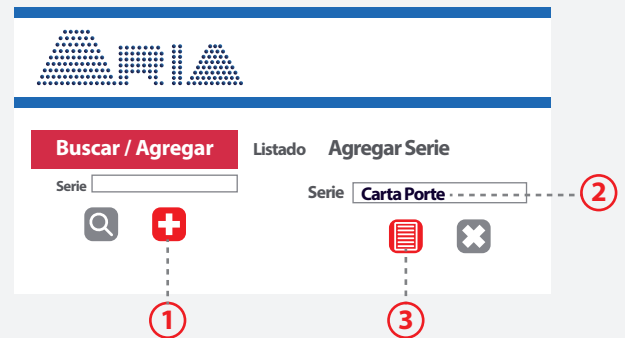 ARIA
Buscar / Agregar Listado Agregar Serie
Serie
Serie Carta Porte
2
1
3